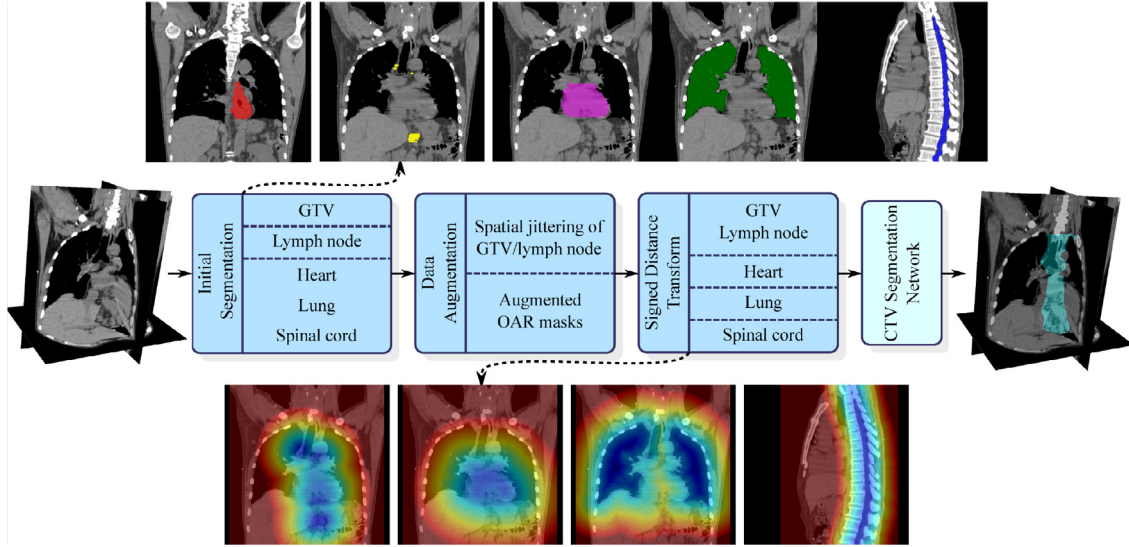 Initial
Segmentation
GTV
Lymph node
Heart
Lung
Spinal cord
Data
Augmentation
Spatial jittering of
GTV/lymph node
Augmented
OAR masks
Signed Distance
Transform
GTV
Lymph node
Heart
Lung
Spinal cord
CTV Segmentation
Network